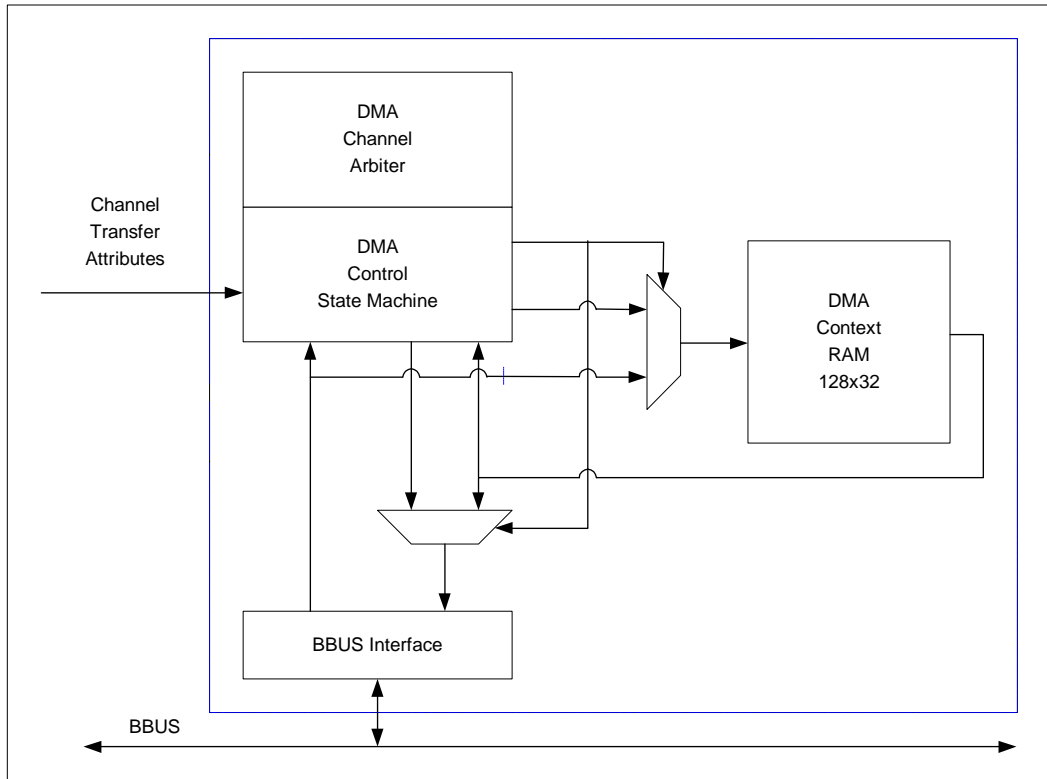 DMA
Channel
Arbiter
Channel
Transfer
Attributes
DMA
Control
State Machine
DMA
Context
RAM
128x32
BBUS Interface
BBUS